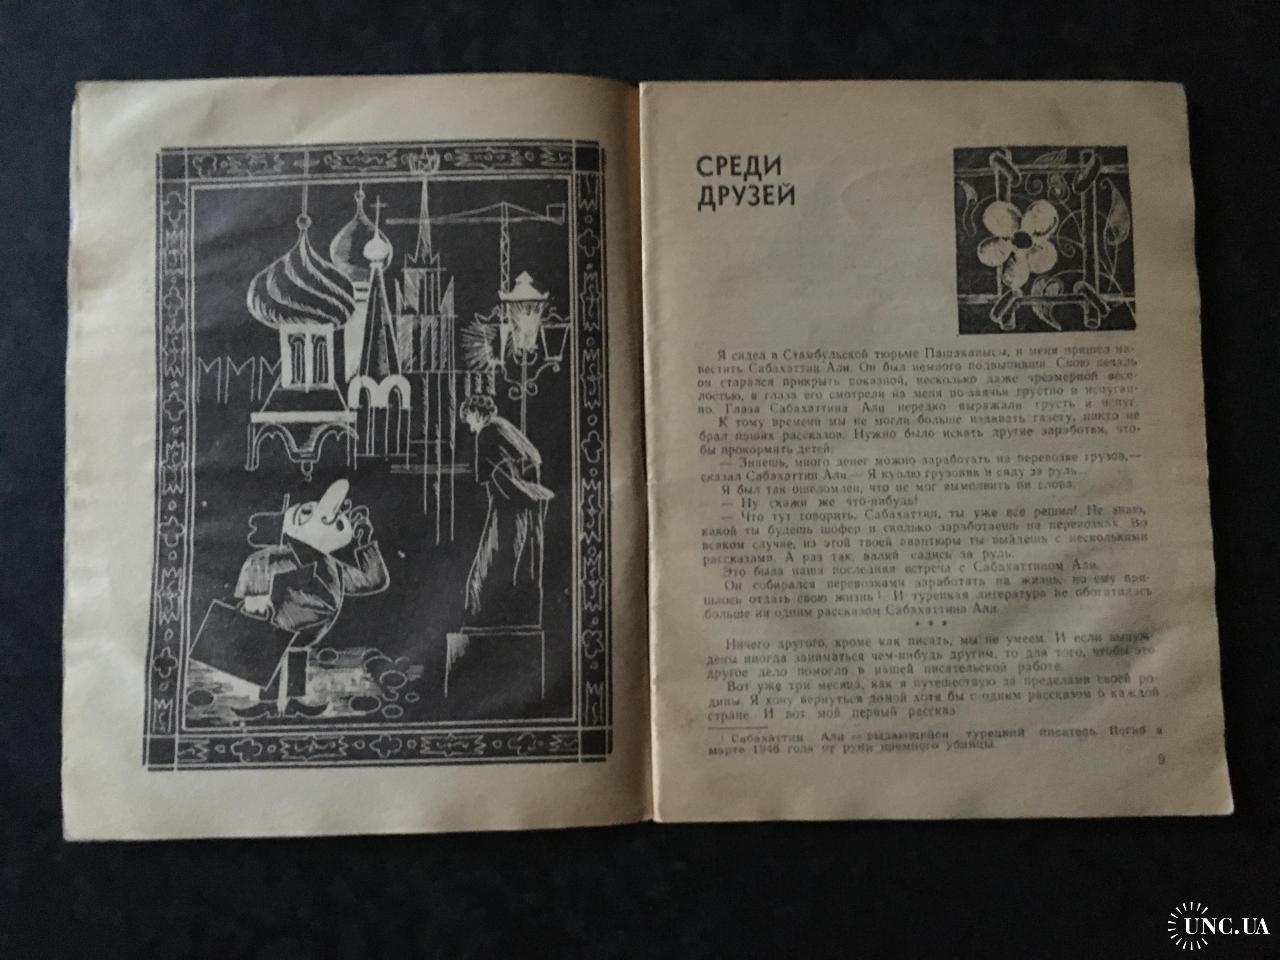 СРЕДИ
ДРУЗЕЙ
Я сидел в Стамбульской тюрьме Пашакапысы, и меня пришел на-
вестить Сабахаттин Али. Он был немного подвыпивши. Свою печаль
он старался прикрыть показной, несколько даже чрезмерной весе-
лостью, а глаза его смотрели на меня по-заячьи грустно и испуган-
но. Глаза Сабахаттина Али нередко выражали грусть и испуг.
К тому времени мы не могли больше издавать газету, никто не
брал наших рассказов. Нужно было искать другие заработки, что-
бы прокормить детей.
— Знаешь, много денег можно заработать на перевозке грузов,—
сказал Сабахаттин Али.— Я куплю грузовик и сяду за руль...
Я был так ошеломлен, что не мог вымолвить ни слова.
— Ну скажи же что-нибудь!
— Что тут говорить, Сабахаттин, ты уже все решил! Не знаю,
какой ты будешь шофер и сколько заработаешь на перевозках. Во
всяком случае, из этой твоей авантюры ты выйдешь с несколькими
рассказами. А раз так, валяй садись за руль.
Это была наша последняя встреча с Сабахаттином Али.
Он собирался перевозками заработать на жизнь, но ему при-
шлось отдать свою жизнь¹. И турецкая литература не обогатилась
больше ни одним рассказом Сабахаттина Али.
* * *
Ничего другого, кроме как писать, мы не умеем. И если вынуж-
дены иногда заниматься чем-нибудь другим, то для того, чтобы это
другое дело помогло в нашей писательской работе.
Вот уже три месяца, как я путешествую за пределами своей ро-
дины. Я хочу вернуться домой хотя бы с одним рассказом о каждой
стране. И вот мой первый рассказ.
¹ Сабахаттин Али — выдающийся турецкий писатель. Погиб в
марте 1948 года от руки наемного убийцы.
9
UNC.UA